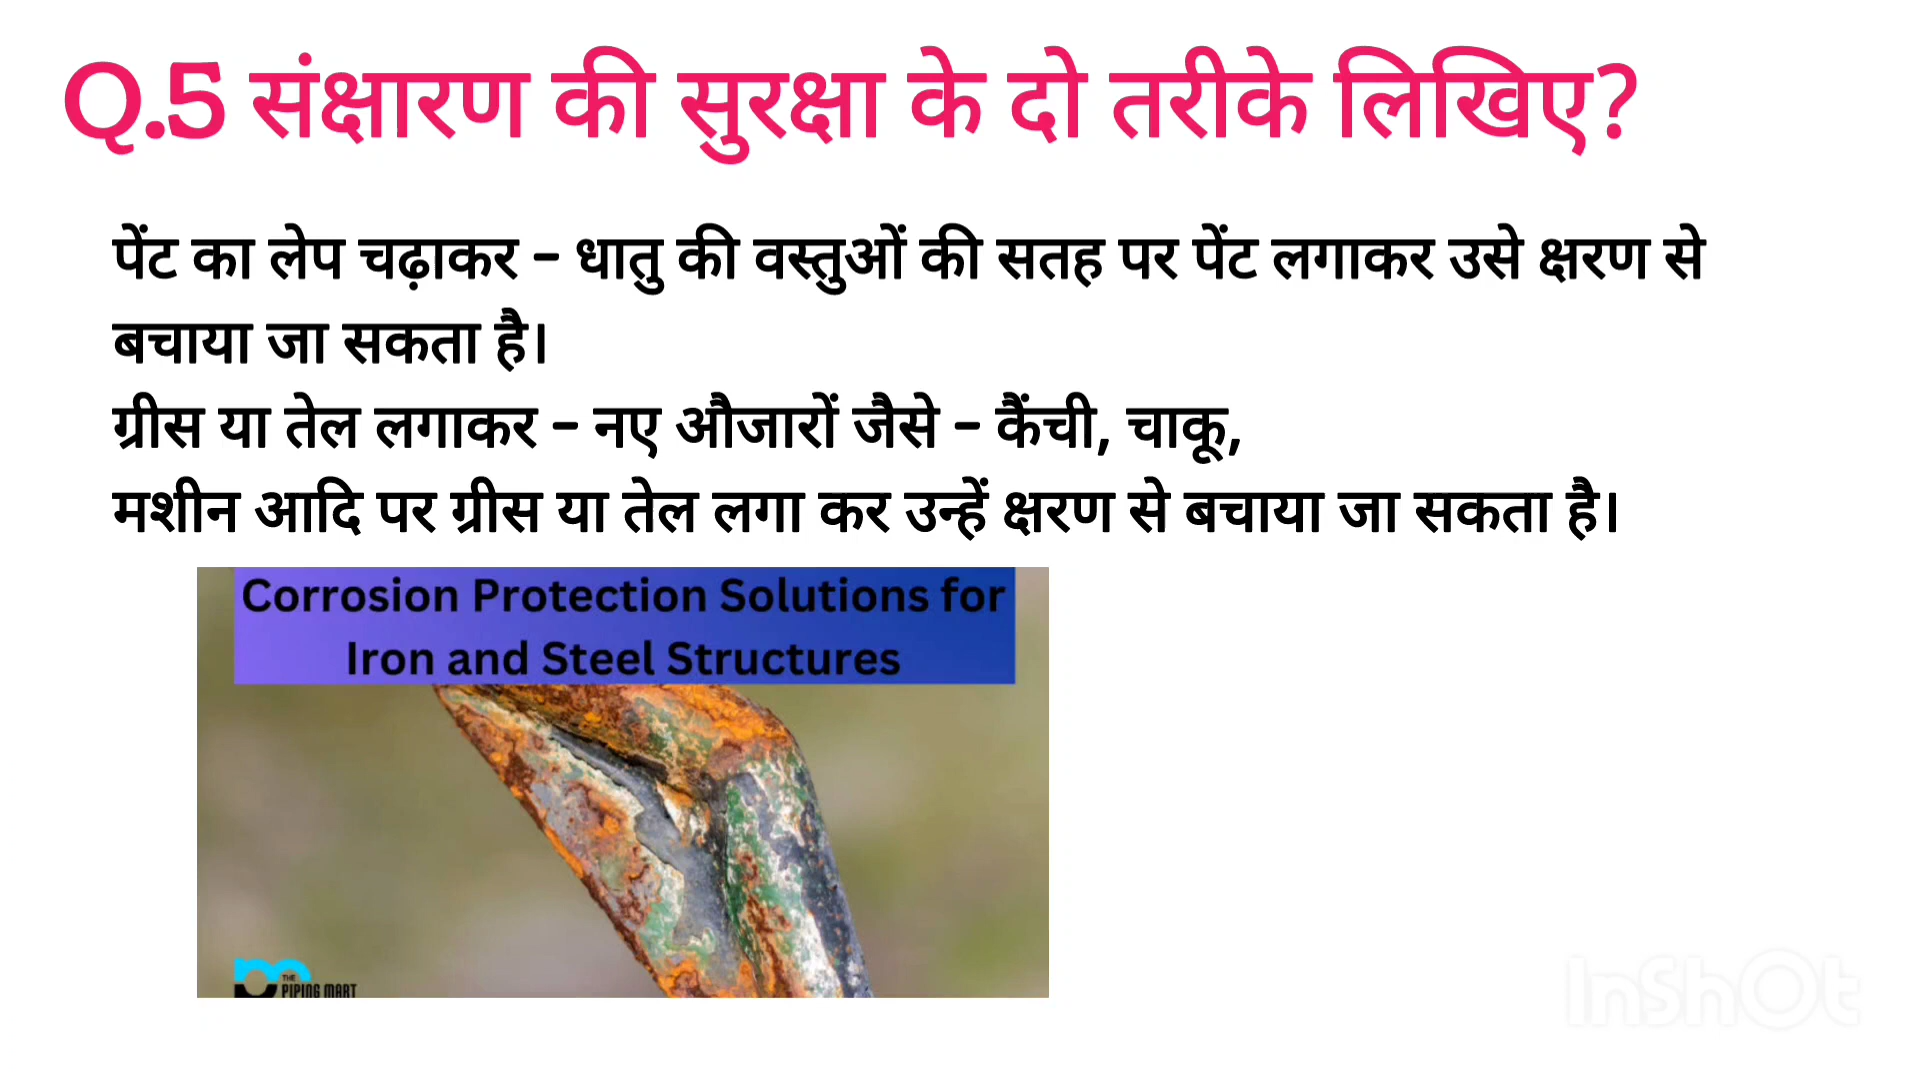 Q.5 संक्षारण की सुरक्षा के दो तरीके लिखिए?
पेंट का लेप चढ़ाकर – धातु की वस्तुओं की सतह पर पेंट लगाकर उसे क्षरण से
बचाया जा सकता है।
ग्रीस या तेल लगाकर – नए औजारों जैसे – कैंची, चाकू,
मशीन आदि पर ग्रीस या तेल लगा कर उन्हें क्षरण से बचाया जा सकता है।
Corrosion Protection Solutions for
Iron and Steel Structures
THE
PIPING MART
InShOt